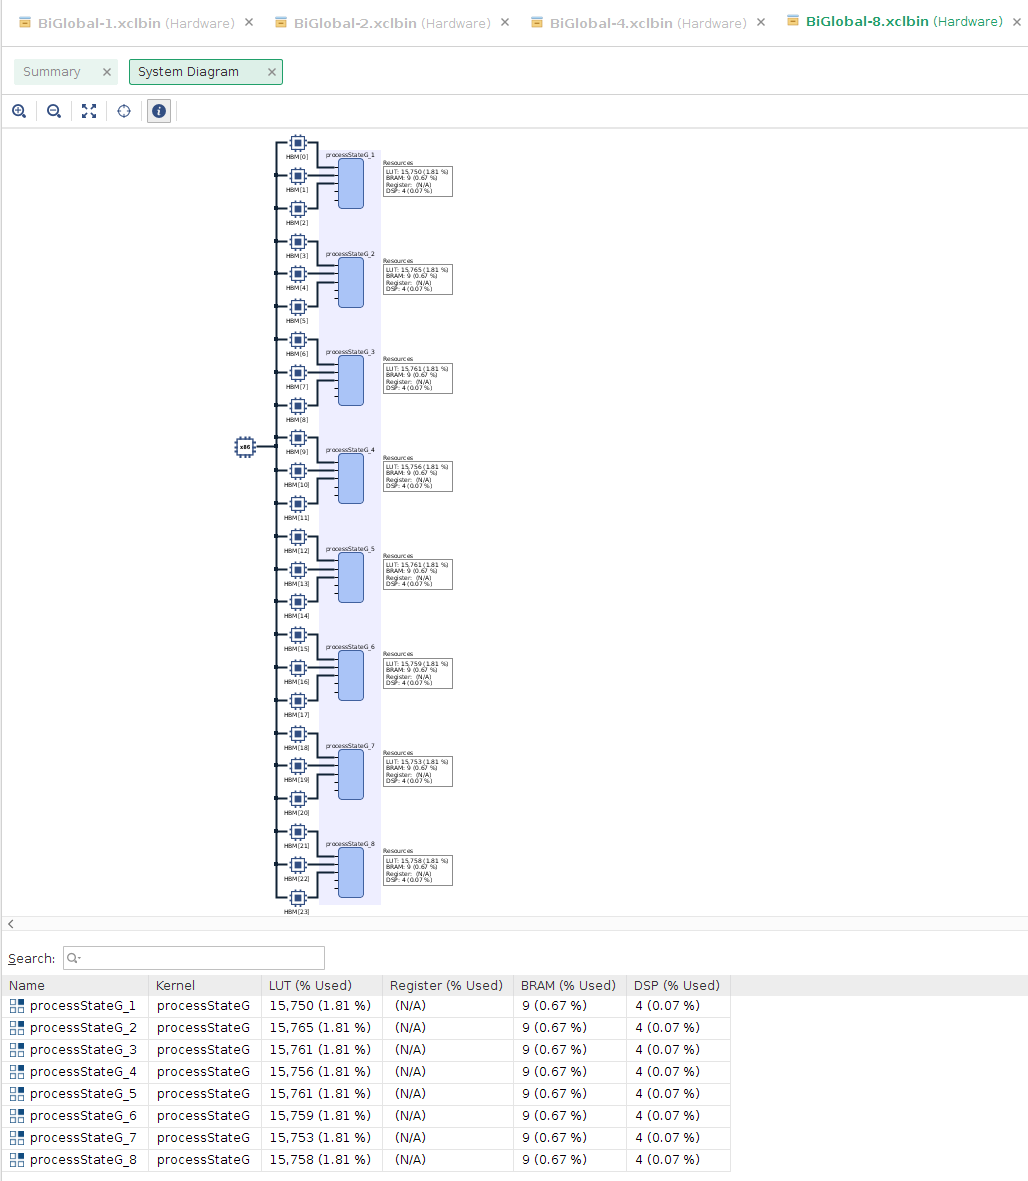 BiGlobal-1.xclbin (Hardware) BiGlobal-2.xclbin (Hardware) BiGlobal-4.xclbin (Hardware) BiGlobal-8.xclbin (Hardware)
Summary System Diagram
HBM[0]
HBM[1]
HBM[2]
processStateG_1
Resources
LUT: 15,750 (1.81 %)
BRAM: 9 (0.67 %)
Register: (N/A)
DSP: 4 (0.07 %)
HBM[3]
HBM[4]
HBM[5]
processStateG_2
Resources
LUT: 15,765 (1.81 %)
BRAM: 9 (0.67 %)
Register: (N/A)
DSP: 4 (0.07 %)
HBM[6]
HBM[7]
HBM[8]
processStateG_3
Resources
LUT: 15,761 (1.81 %)
BRAM: 9 (0.67 %)
Register: (N/A)
DSP: 4 (0.07 %)
x86
HBM[9]
HBM[10]
HBM[11]
processStateG_4
Resources
LUT: 15,756 (1.81 %)
BRAM: 9 (0.67 %)
Register: (N/A)
DSP: 4 (0.07 %)
HBM[12]
HBM[13]
HBM[14]
processStateG_5
Resources
LUT: 15,761 (1.81 %)
BRAM: 9 (0.67 %)
Register: (N/A)
DSP: 4 (0.07 %)
HBM[15]
HBM[16]
HBM[17]
processStateG_6
Resources
LUT: 15,759 (1.81 %)
BRAM: 9 (0.67 %)
Register: (N/A)
DSP: 4 (0.07 %)
HBM[18]
HBM[19]
HBM[20]
processStateG_7
Resources
LUT: 15,753 (1.81 %)
BRAM: 9 (0.67 %)
Register: (N/A)
DSP: 4 (0.07 %)
HBM[21]
HBM[22]
HBM[23]
processStateG_8
Resources
LUT: 15,758 (1.81 %)
BRAM: 9 (0.67 %)
Register: (N/A)
DSP: 4 (0.07 %)
Search:
Name Kernel LUT (% Used) Register (% Used) BRAM (% Used) DSP (% Used)
processStateG_1 processStateG 15,750 (1.81 %) (N/A) 9 (0.67 %) 4 (0.07 %)
processStateG_2 processStateG 15,765 (1.81 %) (N/A) 9 (0.67 %) 4 (0.07 %)
processStateG_3 processStateG 15,761 (1.81 %) (N/A) 9 (0.67 %) 4 (0.07 %)
processStateG_4 processStateG 15,756 (1.81 %) (N/A) 9 (0.67 %) 4 (0.07 %)
processStateG_5 processStateG 15,761 (1.81 %) (N/A) 9 (0.67 %) 4 (0.07 %)
processStateG_6 processStateG 15,759 (1.81 %) (N/A) 9 (0.67 %) 4 (0.07 %)
processStateG_7 processStateG 15,753 (1.81 %) (N/A) 9 (0.67 %) 4 (0.07 %)
processStateG_8 processStateG 15,758 (1.81 %) (N/A) 9 (0.67 %) 4 (0.07 %)